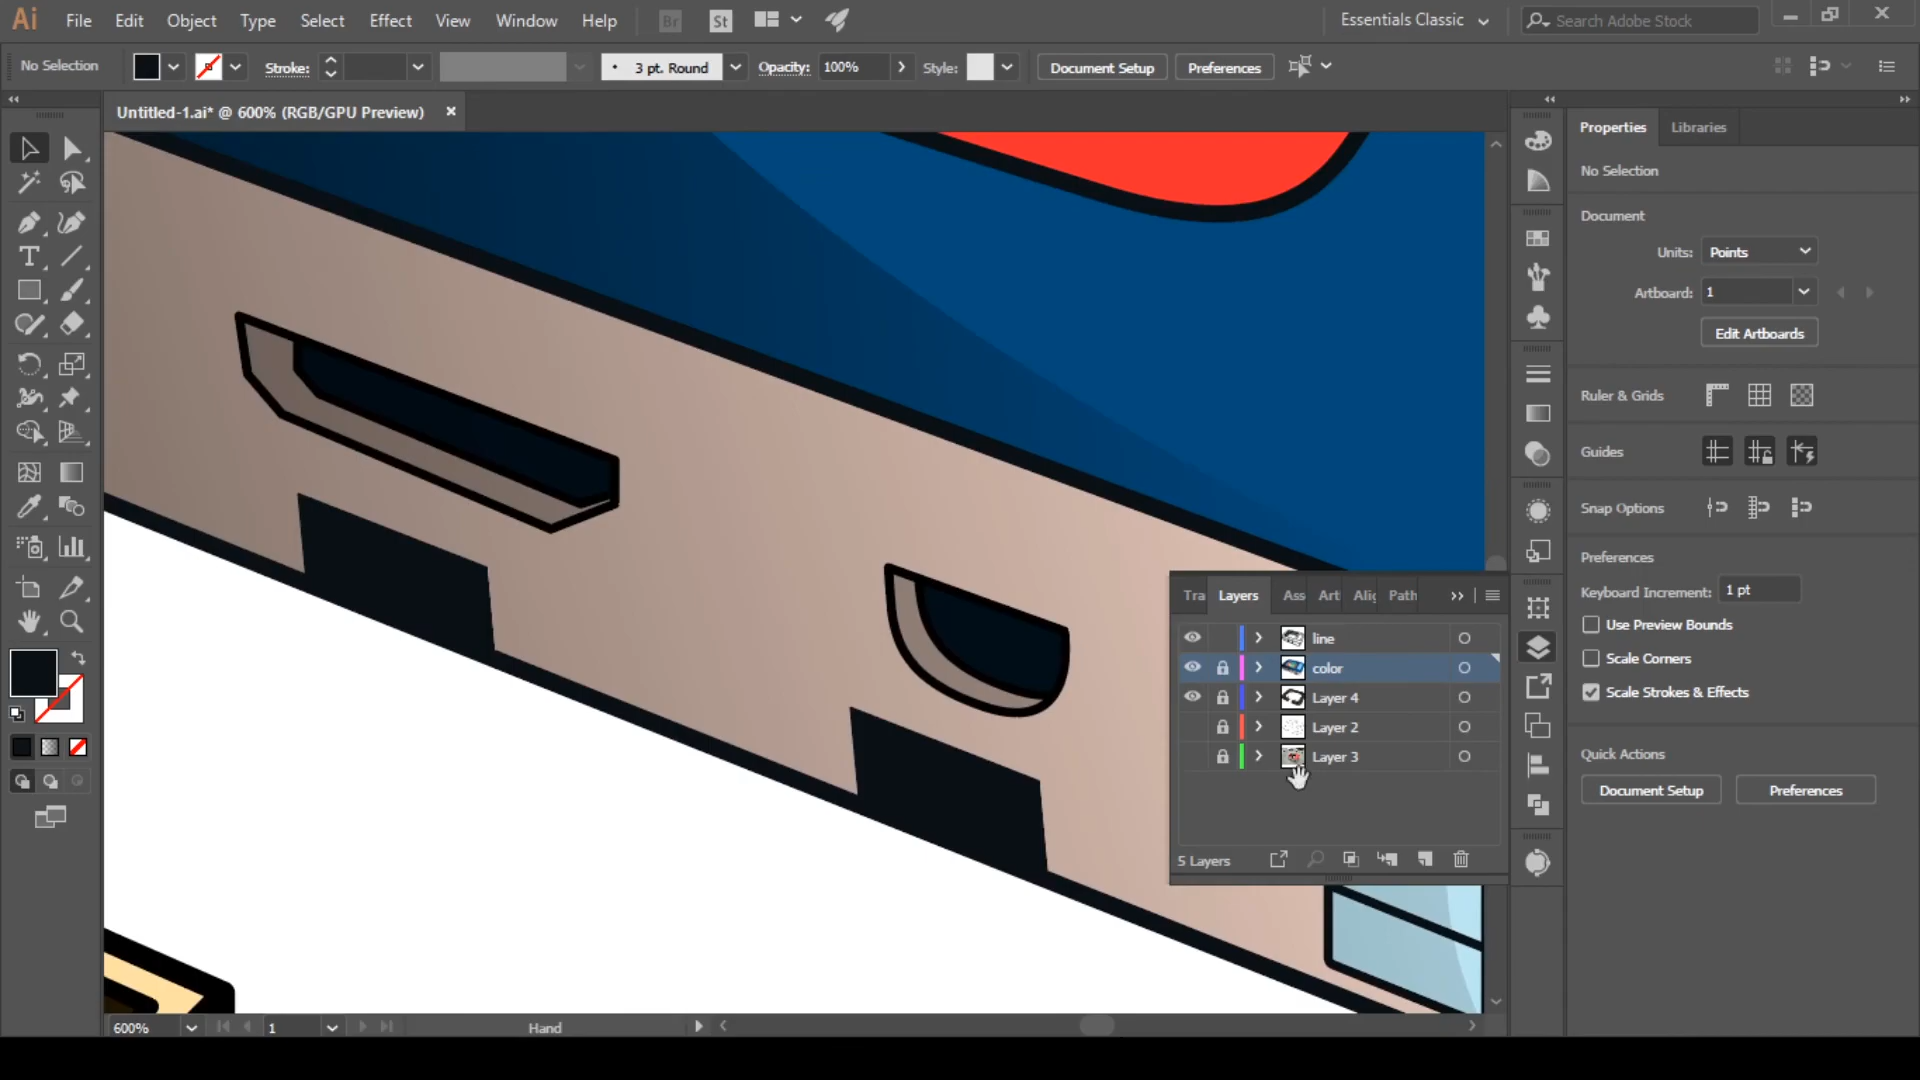 Ai File Edit Object Type Select Effect View Window Help Br St Essentials Classic Search Adobe Stock
No Selection Stroke: 3 pt. Round Opacity: 100% Style: Document Setup Preferences
Untitled-1.ai* @ 600% (RGB/GPU Preview)
Properties Libraries
No Selection
Document
Units: Points
Artboard: 1
Edit Artboards
Ruler & Grids
Guides
Snap Options
Preferences
Keyboard Increment: 1 pt
Use Preview Bounds
Scale Corners
Scale Strokes & Effects
Quick Actions
Document Setup Preferences
Tra Layers Ass Art Alig Path
line
color
Layer 4
Layer 2
Layer 3
5 Layers
600% 1 Hand